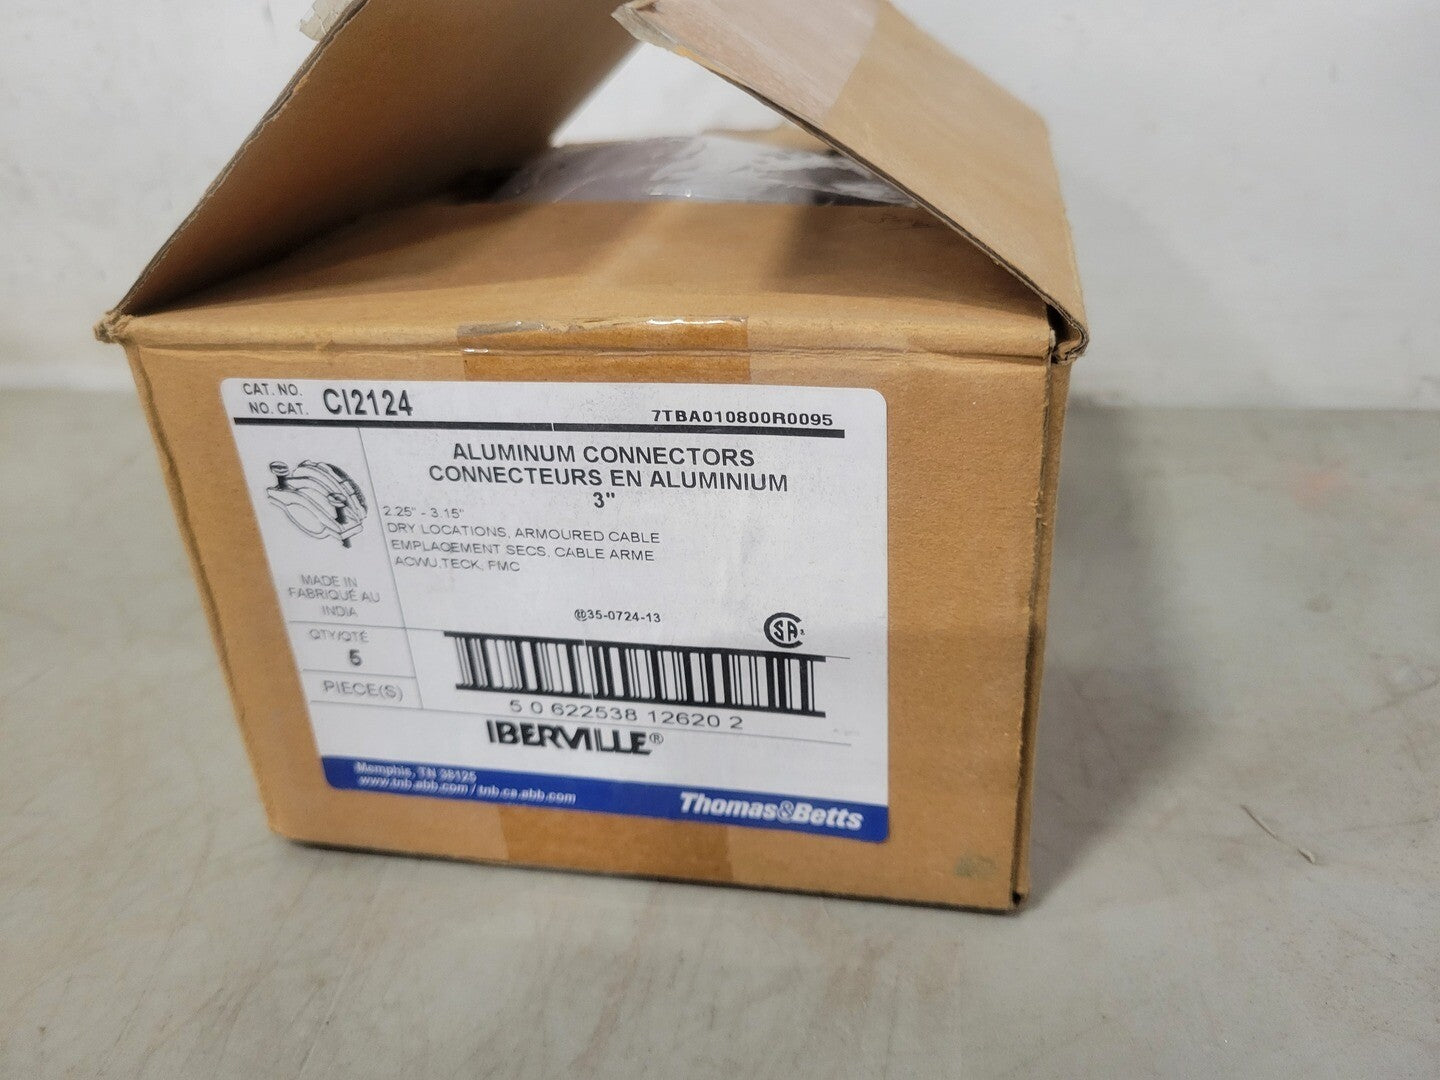 CAT. NO.
NO. CAT. CI2124
7TBA010800R0095
ALUMINUM CONNECTORS
CONNECTEURS EN ALUMINIUM
3"
2.25" - 3.15"
DRY LOCATIONS, ARMOURED CABLE
EMPLACEMENT SECS, CABLE ARME
ACWU,TECK, FMC
MADE IN
FABRIQUÉ AU
INDIA
35-0724-13
QTY/QTÉ
5
PIECE(S)
SA
5 0 622538 12620 2
IBERVILLE®
Memphis, TN 38125
www.tnb.abb.com / tnb.ca.abb.com
Thomas&Betts